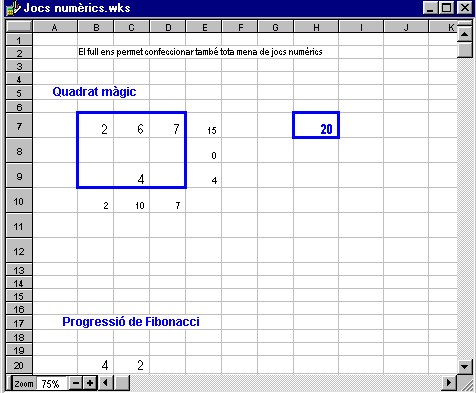 Jocs numèrics.wks
A B C D E F G H I J K
1
2 El full ens permet confeccionar també tota mena de jocs numèrics
3
4
5 Quadrat màgic
6
7 2 6 7 15 20
8 0
9 4 4
10 2 10 7
11
12
13
14
15
16
17 Progressió de Fibonacci
18
19
20 4 2
Zoom 75%